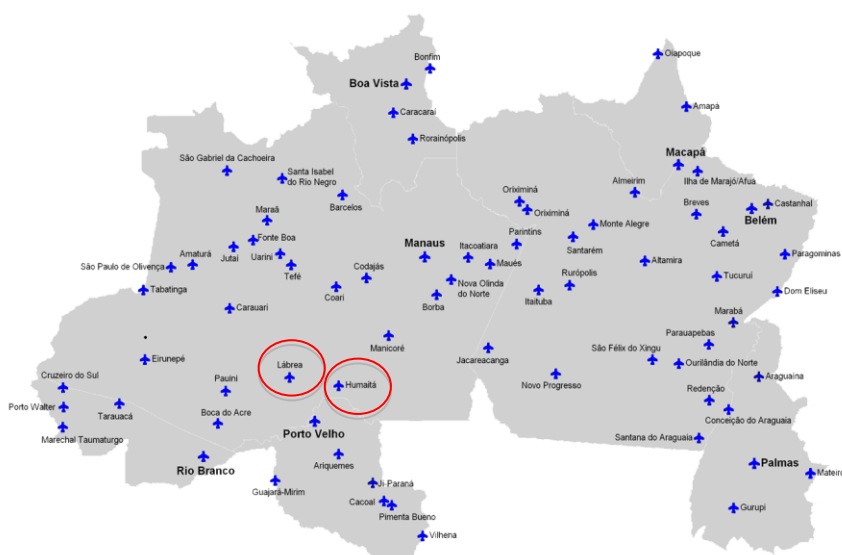 Oiapoque
Bonfim
Boa Vista
Amapá
Caracaraí
Rorainópolis
Macapá
São Gabriel da Cachoeira
Santa Isabel
do Rio Negro
Almeirim
Ilha de Marajó/Afua
Barcelos
Oriximiná
Oriximiná
Breves
Castanhal
Belém
Maraã
Monte Alegre
Cametá
Fonte Boa
Parintins
Santarém
Manaus
Itacoatiara
Jutaí
Uarini
Amaturá
São Paulo de Olivença
Tefé
Codajás
Maués
Altamira
Paragominas
Tabatinga
Coari
Nova Olinda
do Norte
Borba
Itaituba
Rurópolis
Tucuruí
Dom Eliseu
Carauari
Marabá
Manicoré
Parauapebas
Jacareacanga
São Félix do Xingu
Eirunepé
Lábrea
Ourilândia do Norte
Cruzeiro do Sul
Pauini
Humaitá
Novo Progresso
Araguaina
Redenção
Porto Walter
Tarauacá
Boca do Acre
Conceição do Araguaia
Marechal Taumaturgo
Porto Velho
Santana do Araguaia
Rio Branco
Ariquemes
Palmas
Mateiro
Guajará-Mirim
Ji-Paraná
Cacoal
Pimenta Bueno
Gurupi
Vilhena